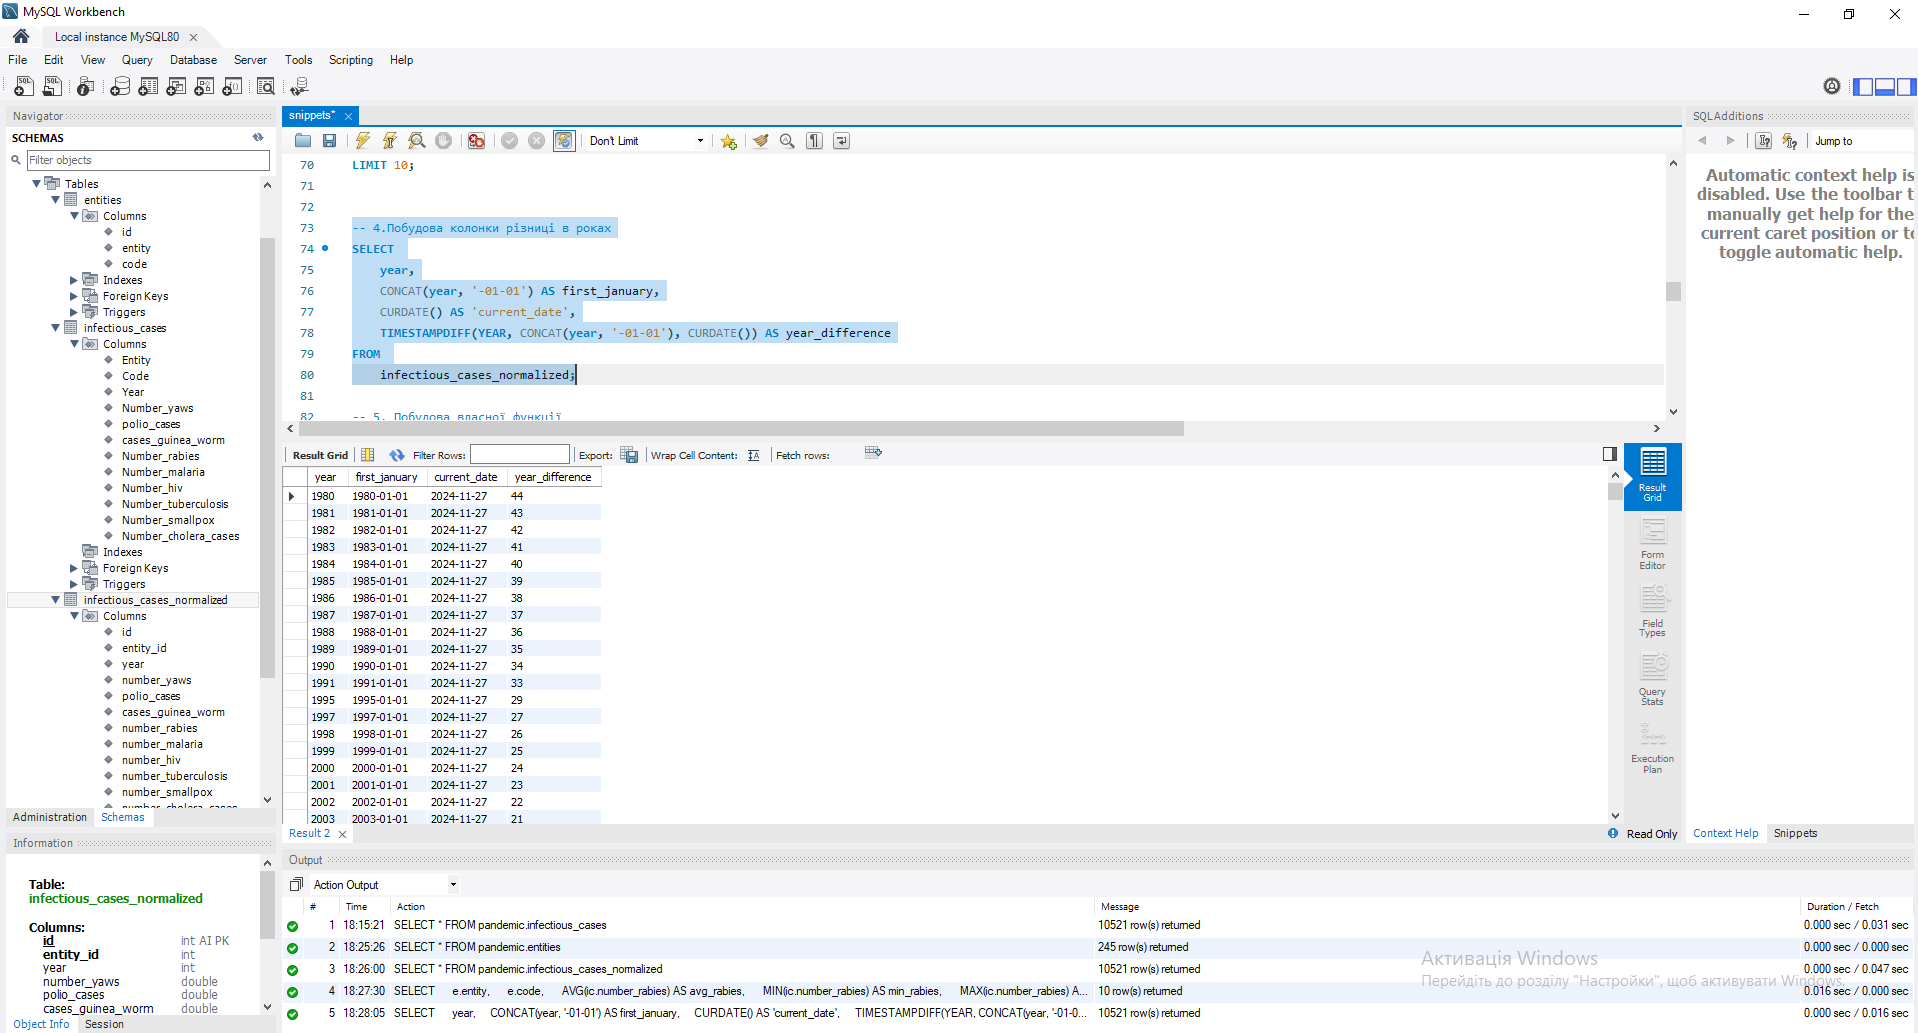 MySQL Workbench
Local instance MySQL80
File Edit View Query Database Server Tools Scripting Help
Navigator
SCHEMAS
Filter objects
Tables
entities
Columns
id
entity
code
Indexes
Foreign Keys
Triggers
infectious_cases
Columns
Entity
Code
Year
Number_yaws
polio_cases
cases_guinea_worm
Number_rabies
Number_malaria
Number_hiv
Number_tuberculosis
Number_smallpox
Number_cholera_cases
Indexes
Foreign Keys
Triggers
infectious_cases_normalized
Columns
id
entity_id
year
number_yaws
polio_cases
cases_guinea_worm
number_rabies
number_malaria
number_hiv
number_tuberculosis
number_smallpox
number_cholera_cases
Administration Schemas
Information
Table:
infectious_cases_normalized
Columns:
id int AI PK
entity_id int
year int
number_yaws double
polio_cases double
cases_guinea_worm double
Object Info Session
snippets*
Don't Limit
70 LIMIT 10;
71
72
73 -- 4.Побудова колонки різниці в роках
74 SELECT
75 year,
76 CONCAT(year, '-01-01') AS first_january,
77 CURDATE() AS 'current_date',
78 TIMESTAMPDIFF(YEAR, CONCAT(year, '-01-01'), CURDATE()) AS year_difference
79 FROM
80 infectious_cases_normalized;
81
82 -- 5. Побудова власної функції
Result Grid Filter Rows: Export: Wrap Cell Content: Fetch rows:
year first_january current_date year_difference
1980 1980-01-01 2024-11-27 44
1981 1981-01-01 2024-11-27 43
1982 1982-01-01 2024-11-27 42
1983 1983-01-01 2024-11-27 41
1984 1984-01-01 2024-11-27 40
1985 1985-01-01 2024-11-27 39
1986 1986-01-01 2024-11-27 38
1987 1987-01-01 2024-11-27 37
1988 1988-01-01 2024-11-27 36
1989 1989-01-01 2024-11-27 35
1990 1990-01-01 2024-11-27 34
1991 1991-01-01 2024-11-27 33
1995 1995-01-01 2024-11-27 29
1997 1997-01-01 2024-11-27 27
1998 1998-01-01 2024-11-27 26
1999 1999-01-01 2024-11-27 25
2000 2000-01-01 2024-11-27 24
2001 2001-01-01 2024-11-27 23
2002 2002-01-01 2024-11-27 22
2003 2003-01-01 2024-11-27 21
Result Grid
Form Editor
Field Types
Query Stats
Execution Plan
Result 2
Read Only
SQLAdditions
Jump to
Automatic context help is
disabled. Use the toolbar t
manually get help for the
current caret position or to
toggle automatic help.
Context Help Snippets
Output
Action Output
# Time Action Message Duration / Fetch
1 18:15:21 SELECT * FROM pandemic.infectious_cases 10521 row(s) returned 0.000 sec / 0.031 sec
2 18:25:26 SELECT * FROM pandemic.entities 245 row(s) returned 0.000 sec / 0.000 sec
3 18:26:00 SELECT * FROM pandemic.infectious_cases_normalized 10521 row(s) returned 0.000 sec / 0.047 sec
4 18:27:30 SELECT e.entity, e.code, AVG(ic.number_rabies) AS avg_rabies, MIN(ic.number_rabies) AS min_rabies, MAX(ic.number_rabies) A... 10 row(s) returned 0.016 sec / 0.000 sec
5 18:28:05 SELECT year, CONCAT(year, '-01-01') AS first_january, CURDATE() AS 'current_date', TIMESTAMPDIFF(YEAR, CONCAT(year, '-01-0... 10521 row(s) returned 0.000 sec / 0.016 sec
Активація Windows
Перейдіть до розділу "Настройки", щоб активувати Windows.